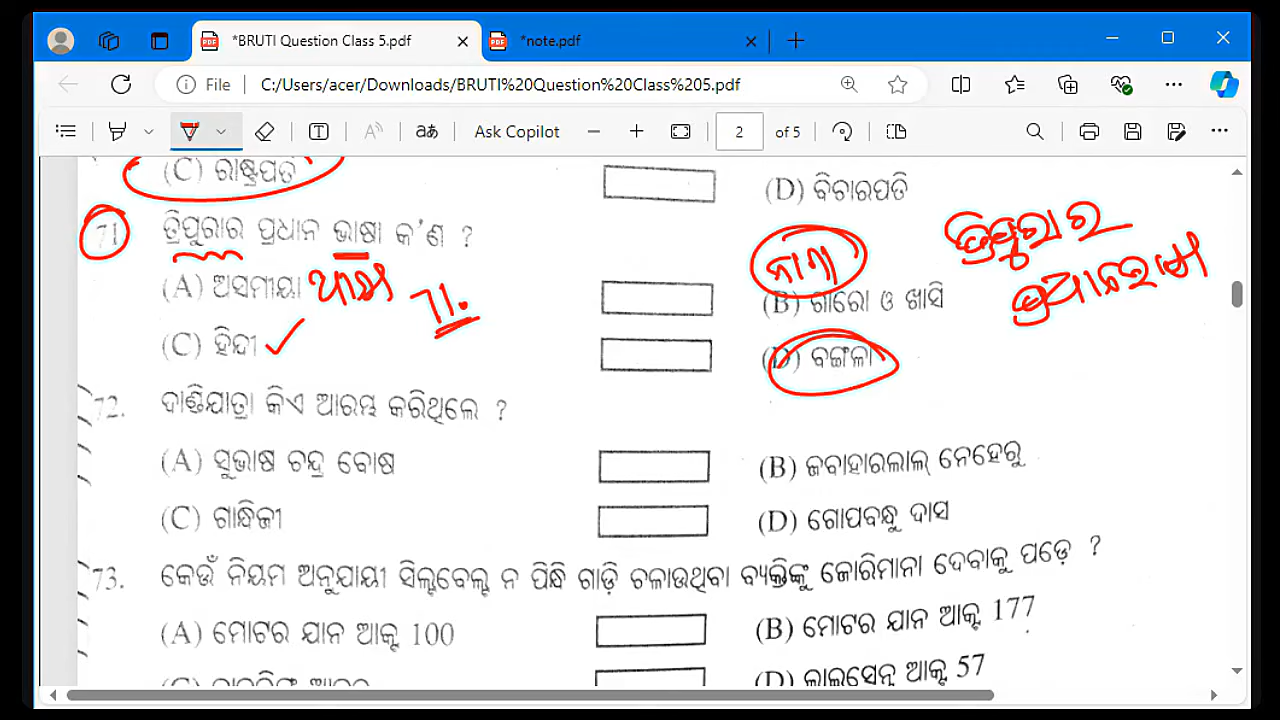 *BRUTI Question Class 5.pdf
*note.pdf
File
C:/Users/acer/Downloads/BRUTI%20Question%20Class%205.pdf
Ask Copilot
2 of 5
(C) ରାଷ୍ଟ୍ରପତି
(D) ବିଚାରପତି
71 ତ୍ରିପୁରାର ପ୍ରଧାନ ଭାଷା କ'ଣ ?
ତ୍ରିପୁରାର
(A) ଅସମୀୟା
71.
(B) ଗାରୋ ଓ ଖାସି
(C) ହିନ୍ଦୀ
(D) ବଙ୍ଗଳା
72. ଦାଣ୍ଡିଯାତ୍ରା କିଏ ଆରମ୍ଭ କରିଥିଲେ ?
(A) ସୁଭାଷ ଚନ୍ଦ୍ର ବୋଷ
(B) ଜବାହାରଲାଲ୍ ନେହେରୁ
(C) ଗାନ୍ଧିଜୀ
(D) ଗୋପବନ୍ଧୁ ଦାସ
73. କେଉଁ ନିୟମ ଅନୁଯାୟୀ ସିଲ୍ଟବେଲ୍ଟ ନ ପିନ୍ଧି ଗାଡ଼ି ଚଳାଉଥିବା ବ୍ୟକ୍ତିଙ୍କୁ ଜୋରିମାନା ଦେବାକୁ ପଡ଼େ ?
(A) ମୋଟର ଯାନ ଆକ୍ଟ 100
(B) ମୋଟର ଯାନ ଆକ୍ଟ 177
(D) ଲାଇସେନ୍ସ ଆକ୍ଟ 57